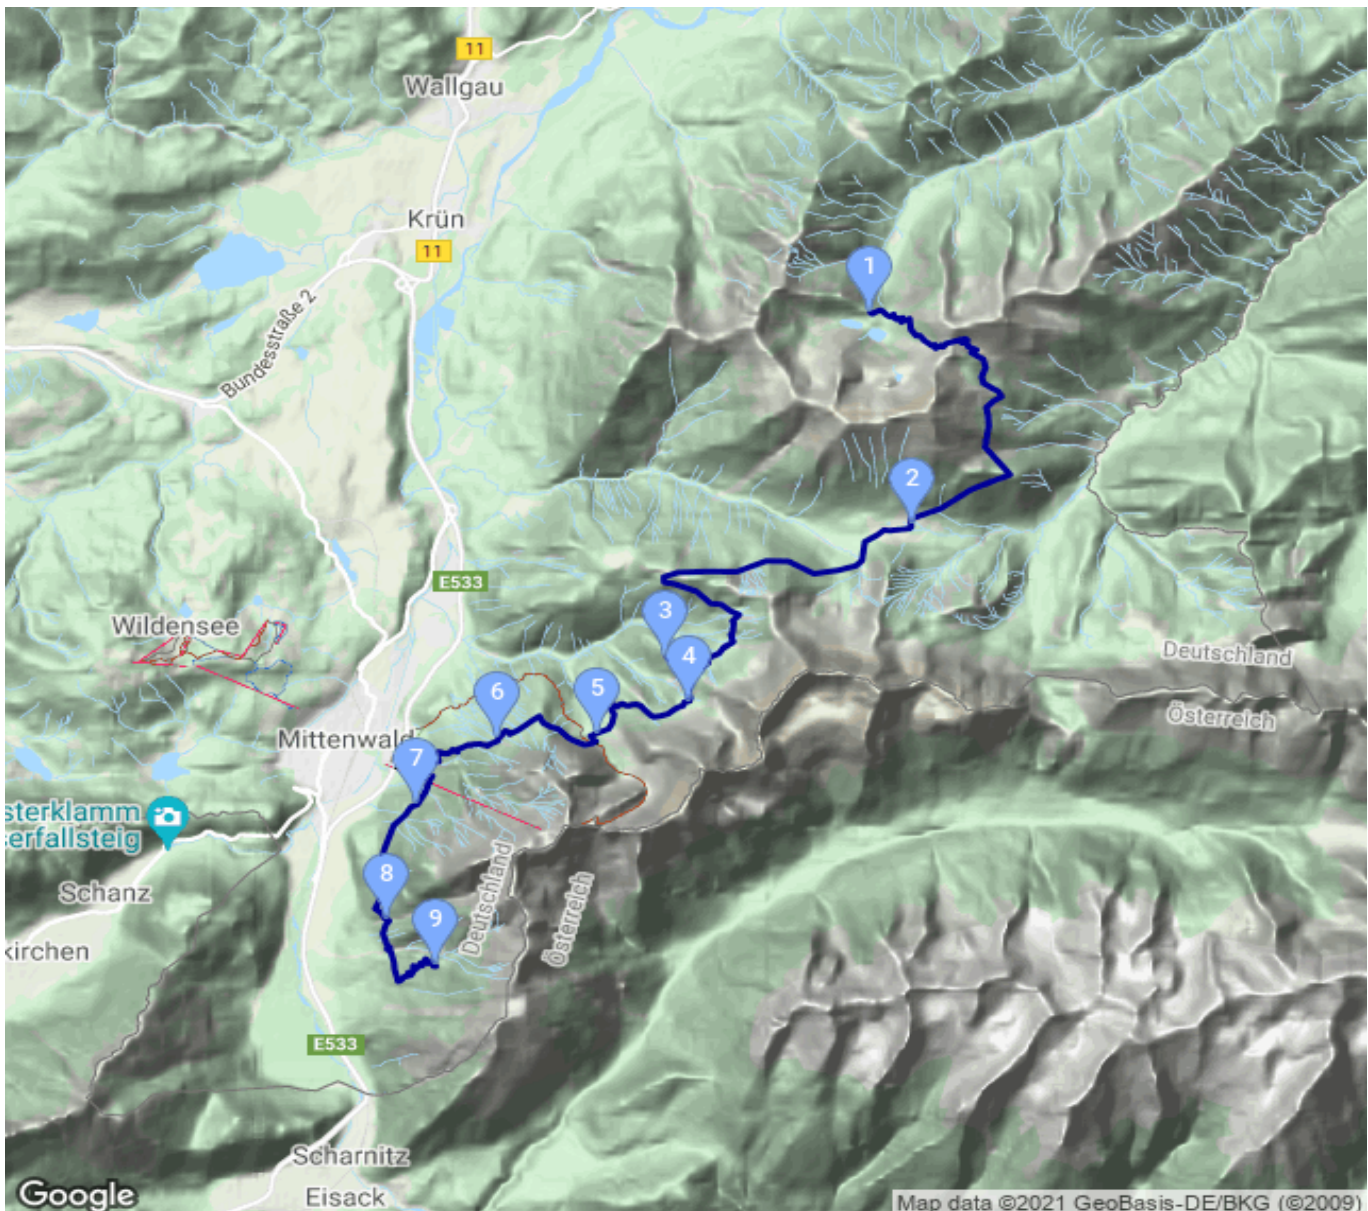 11
Wallgau
Krün
11
1
Bundesstraße 2
2
E533
Wildensee
3
4
Deutschland
Österreich
5
6
Mittenwald
7
sterklamm
serfallsteig
Schanz
8
Deutschland
Österreich
9
kirchen
E533
Scharnitz
Eisack
Google
Map data ©2021 GeoBasis-DE/BKG (©2009)